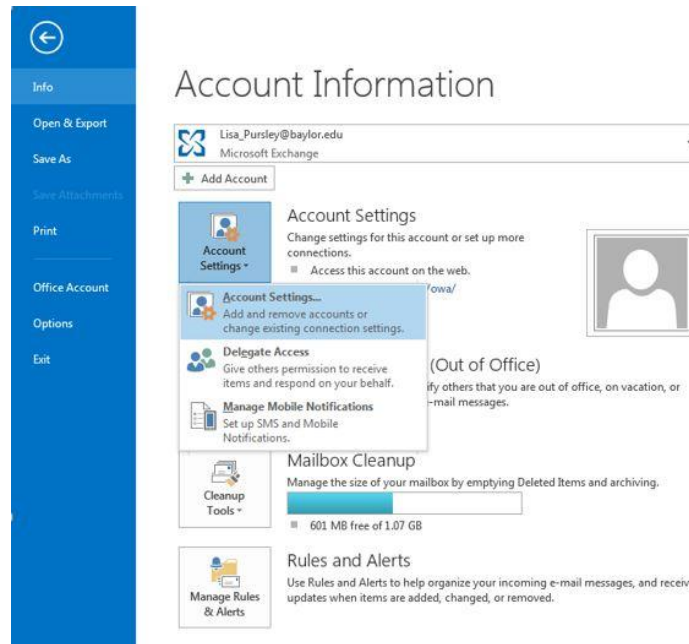 Info
Open & Export
Save As
Save Attachments
Print
Office Account
Options
Exit
Account Information
Lisa_Pursley@baylor.edu
Microsoft Exchange
Add Account
Account
Settings
Account Settings
Change settings for this account or set up more
connections.
Access this account on the web.
/owa/
Account Settings...
Add and remove accounts or
change existing connection settings.
Delegate Access
Give others permission to receive
items and respond on your behalf.
Manage Mobile Notifications
Set up SMS and Mobile
Notifications.
(Out of Office)
ify others that you are out of office, on vacation, or
-mail messages.
Cleanup
Tools
Mailbox Cleanup
Manage the size of your mailbox by emptying Deleted Items and archiving.
601 MB free of 1.07 GB
Manage Rules
& Alerts
Rules and Alerts
Use Rules and Alerts to help organize your incoming e-mail messages, and receiv
updates when items are added, changed, or removed.